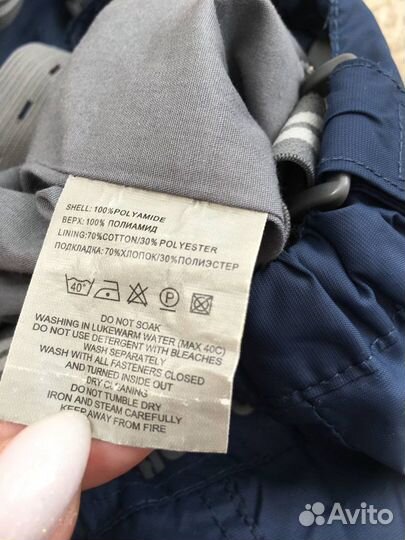 SHELL: 100%POLYAMIDE
ВЕРХ: 100% ПОЛИАМИД
LINING:70%COTTON/30% POLYESTER
ПОДКЛАДКА: 70%ХЛОПОК/30%ПОЛИЭСТЕР
40° P
DO NOT SOAK
WASHING IN LUKEWARM WATER (MAX 40C)
DO NOT USE DETERGENT WITH BLEACHES
WASH SEPARATELY
WASH WITH ALL FASTENERS CLOSED
AND TURNED INSIDE OUT
DRY CLEANING
DO NOT TUMBLE DRY
IRON AND STEAM CAREFULLY
KEEP AWAY FROM FIRE
Avito